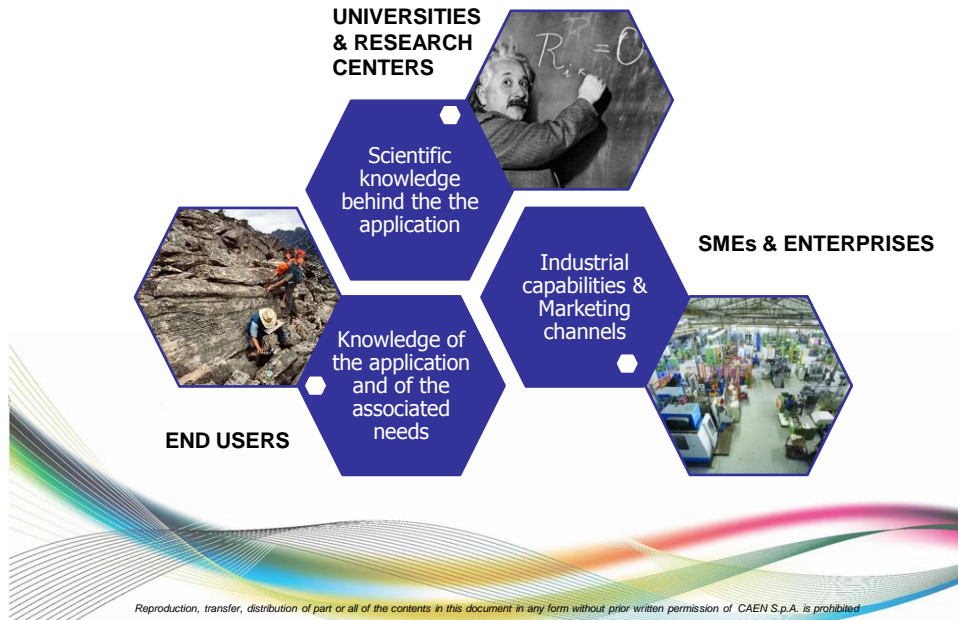 UNIVERSITIES
& RESEARCH
CENTERS
Scientific
knowledge
behind the the
application
SMEs & ENTERPRISES
Industrial
capabilities &
Marketing
channels
Knowledge of
the application
and of the
associated
needs
END USERS
Reproduction, transfer, distribution of part or all of the contents in this document in any form without prior written permission of CAEN S.p.A. is prohibited